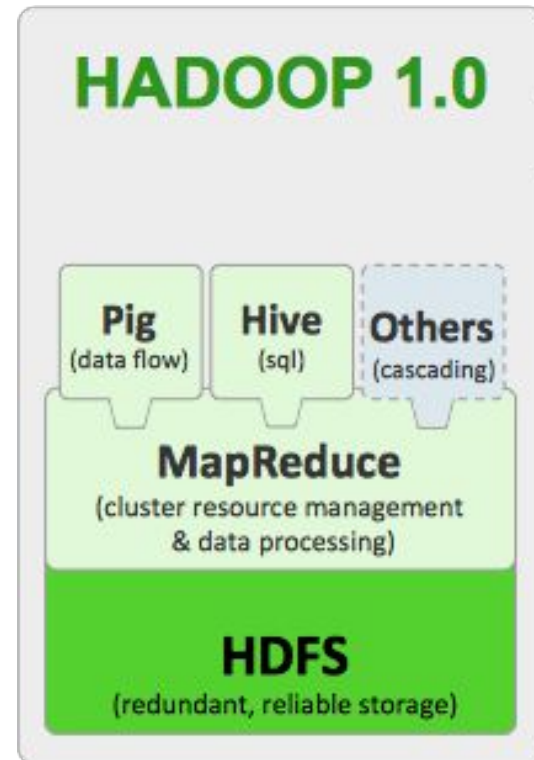 HADOOP 1.0
Pig
(data flow)
Hive
(sql)
Others
(cascading)
MapReduce
(cluster resource management
& data processing)
HDFS
(redundant, reliable storage)